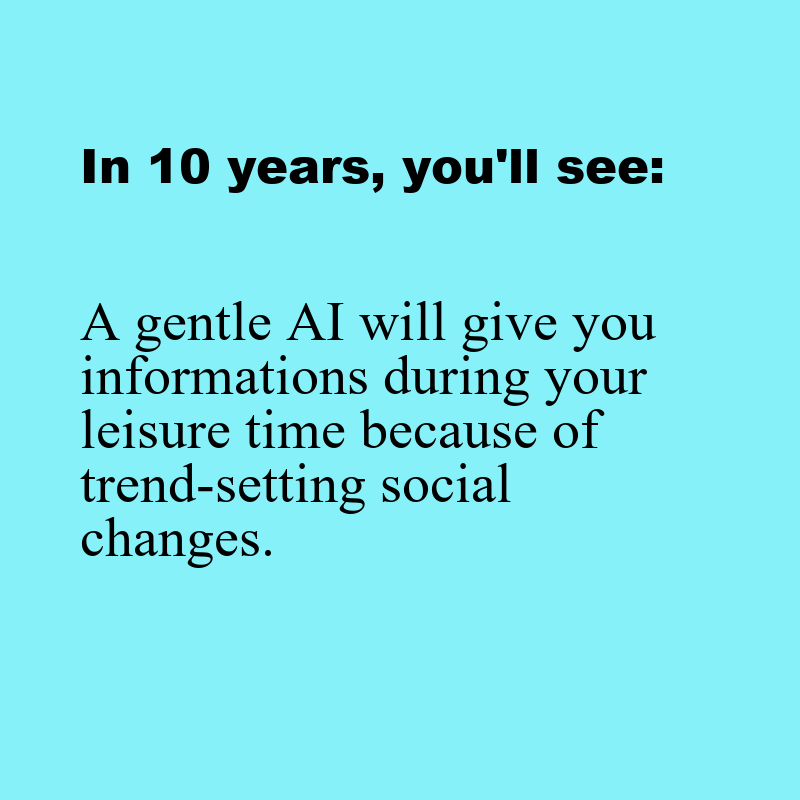 In 10 years, you'll see:
A gentle AI will give you
informations during your
leisure time because of
trend-setting social
changes.